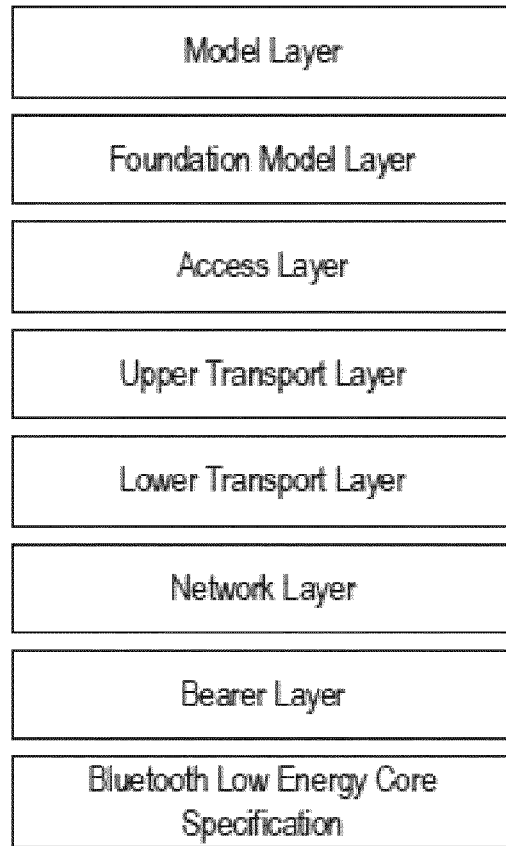 Model Layer
Foundation Model Layer
Access Layer
Upper Transport Layer
Lower Transport Layer
Network Layer
Bearer Layer
Bluetooth Low Energy Core
Specification